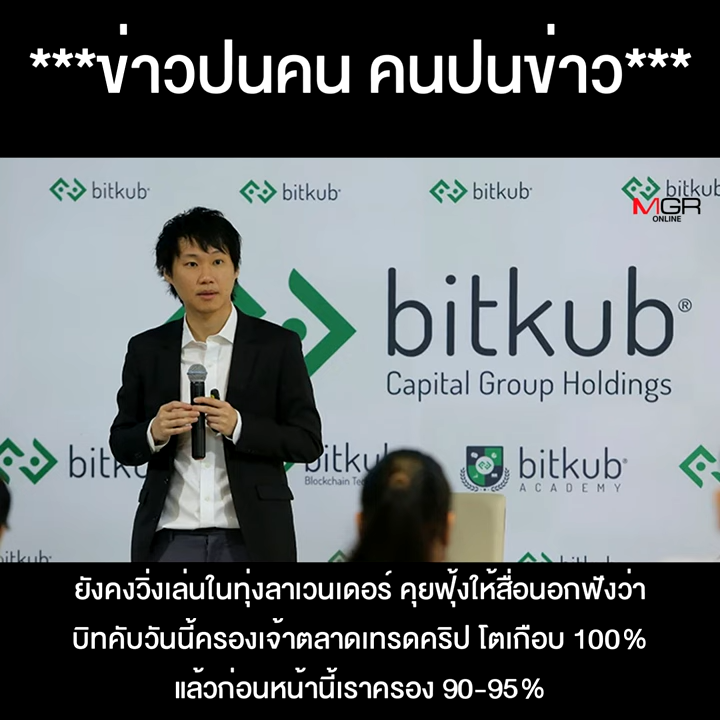 ***ข่าวปนคน คนปนข่าว***
bitkub® bitkub® bitkub® bitkub
MGR
ONLINE
bitkub®
Capital Group Holdings
bitk bitku bitkub®
Blockchain Te ACADEMY
bitkub
ยังคงวิ่งเล่นในทุ่งลาเวนเดอร์ คุยฟุ้งให้สื่อนอกฟังว่า
บิทคับวันนี้ครองเจ้าตลาดเทรดคริป โตเกือบ 100%
แล้วก่อนหน้านี้เราครอง 90-95%